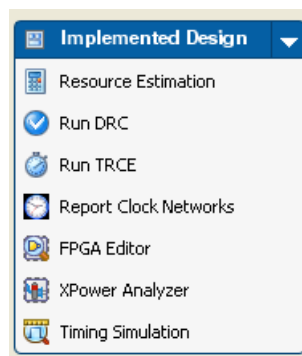 Implemented Design
Resource Estimation
Run DRC
Run TRCE
Report Clock Networks
FPGA Editor
XPower Analyzer
Timing Simulation